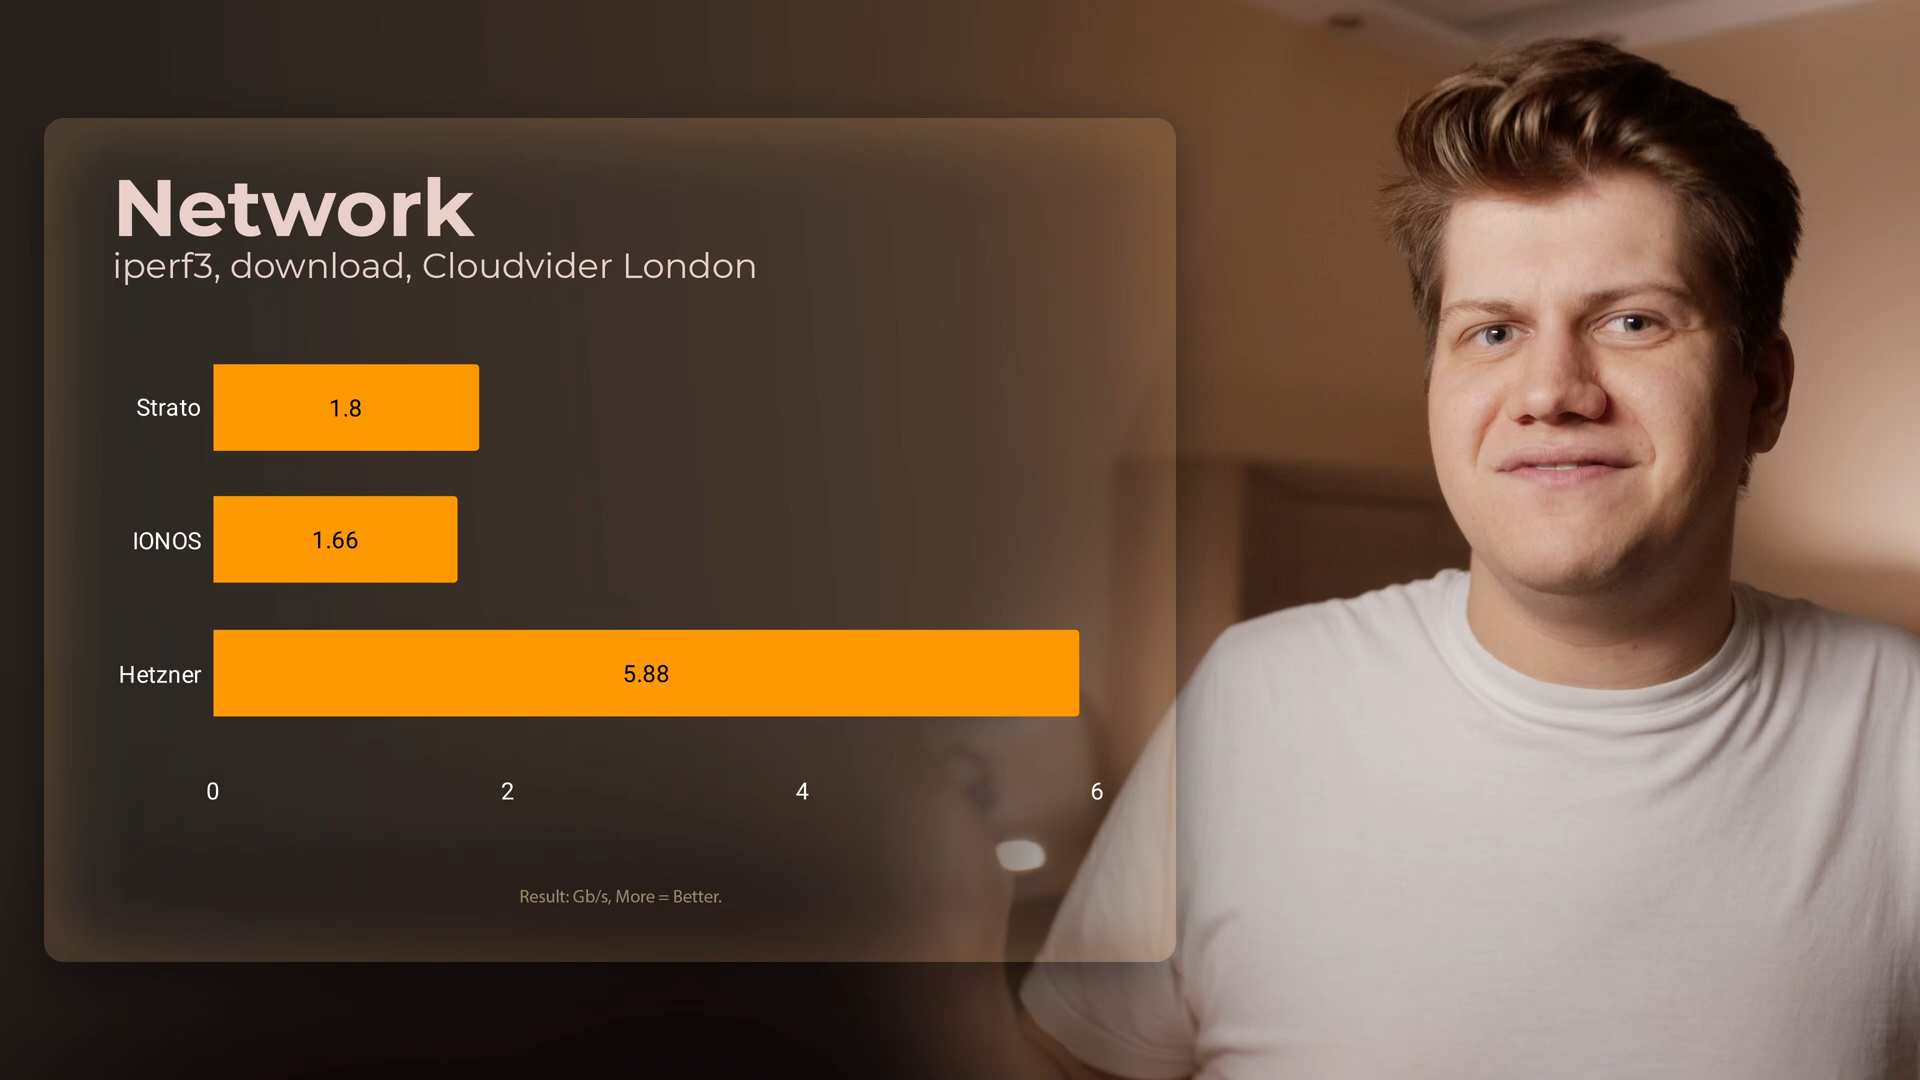 Network
iperf3, download, Cloudvider London
Strato 1.8
IONOS 1.66
Hetzner 5.88
0 2 4 6
Result: Gb/s, More = Better.